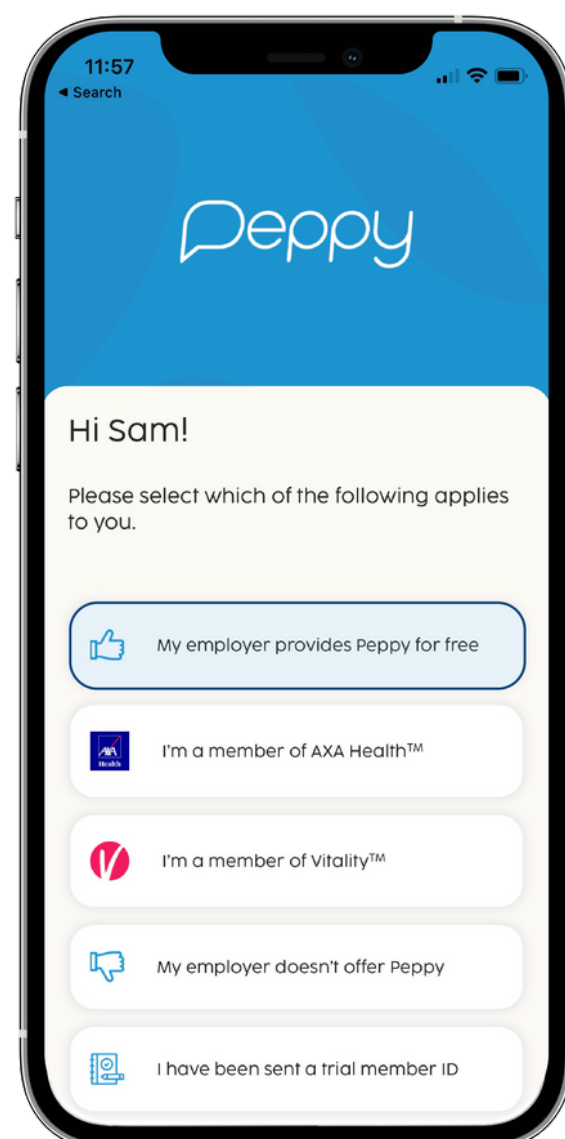 11:57
◀ Search
Peppy
Hi Sam!
Please select which of the following applies
to you.
My employer provides Peppy for free
AXA
Health
I'm a member of AXA Health™
I'm a member of Vitality™
My employer doesn't offer Peppy
I have been sent a trial member ID